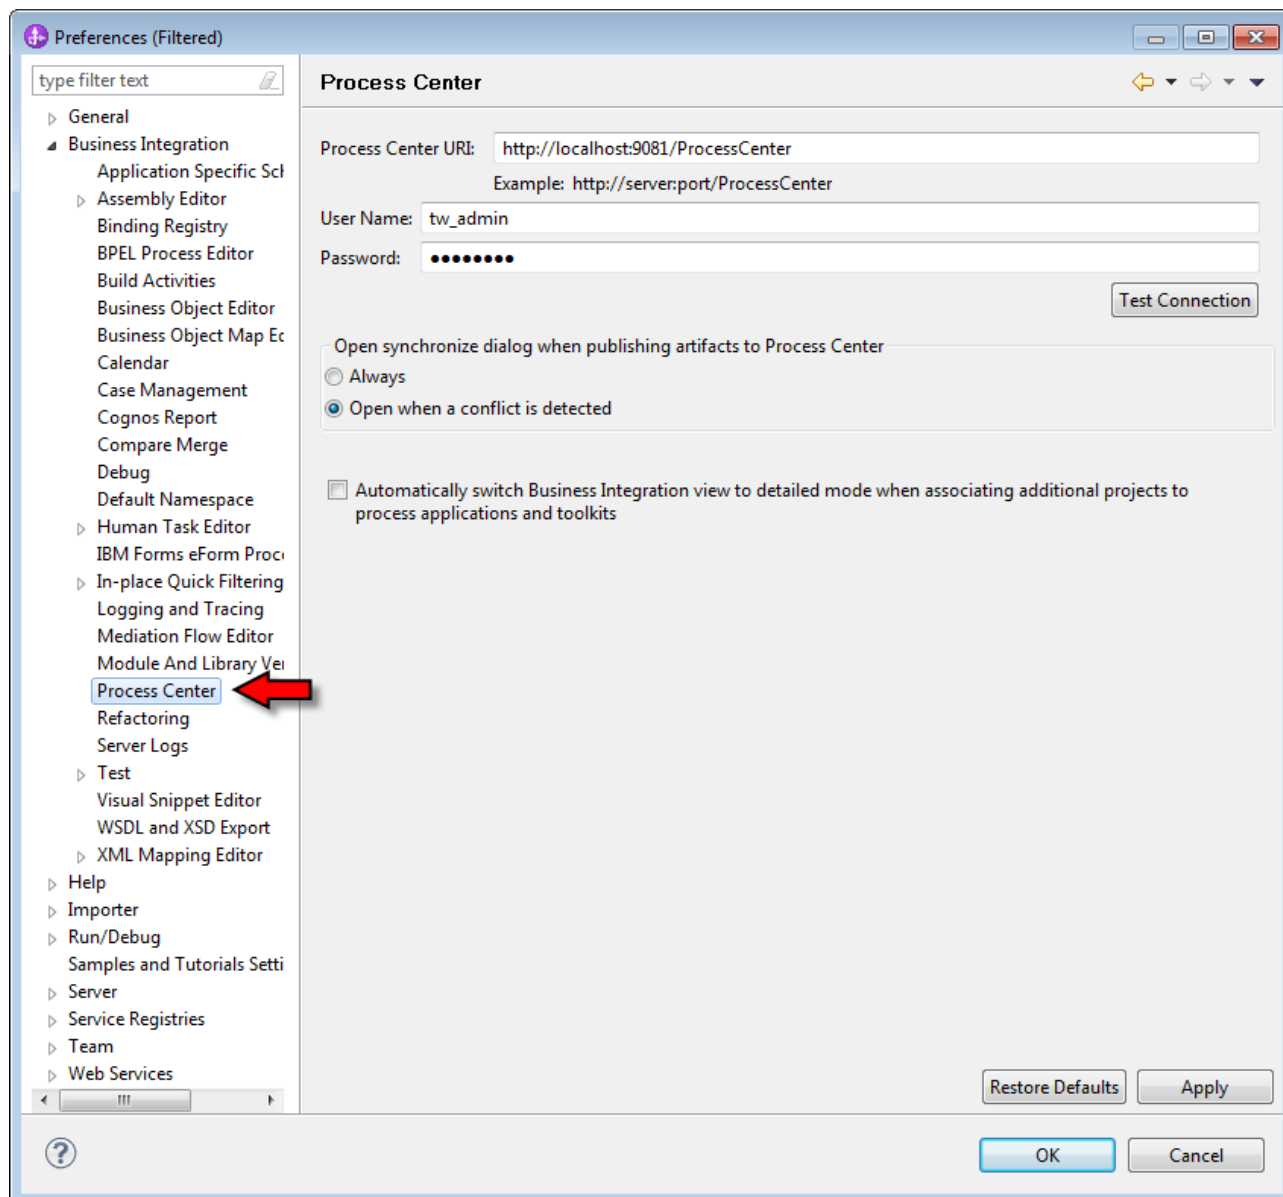 Preferences (Filtered)
type filter text
General
Business Integration
Application Specific Sch
Assembly Editor
Binding Registry
BPEL Process Editor
Build Activities
Business Object Editor
Business Object Map Ec
Calendar
Case Management
Cognos Report
Compare Merge
Debug
Default Namespace
Human Task Editor
IBM Forms eForm Proc
In-place Quick Filtering
Logging and Tracing
Mediation Flow Editor
Module And Library Ver
Process Center
Refactoring
Server Logs
Test
Visual Snippet Editor
WSDL and XSD Export
XML Mapping Editor
Help
Importer
Run/Debug
Samples and Tutorials Setti
Server
Service Registries
Team
Web Services
Process Center
Process Center URI: http://localhost:9081/ProcessCenter
Example: http://server:port/ProcessCenter
User Name: tw_admin
Password: ●●●●●●●●
Test Connection
Open synchronize dialog when publishing artifacts to Process Center
Always
Open when a conflict is detected
Automatically switch Business Integration view to detailed mode when associating additional projects to
process applications and toolkits
Restore Defaults Apply
OK Cancel